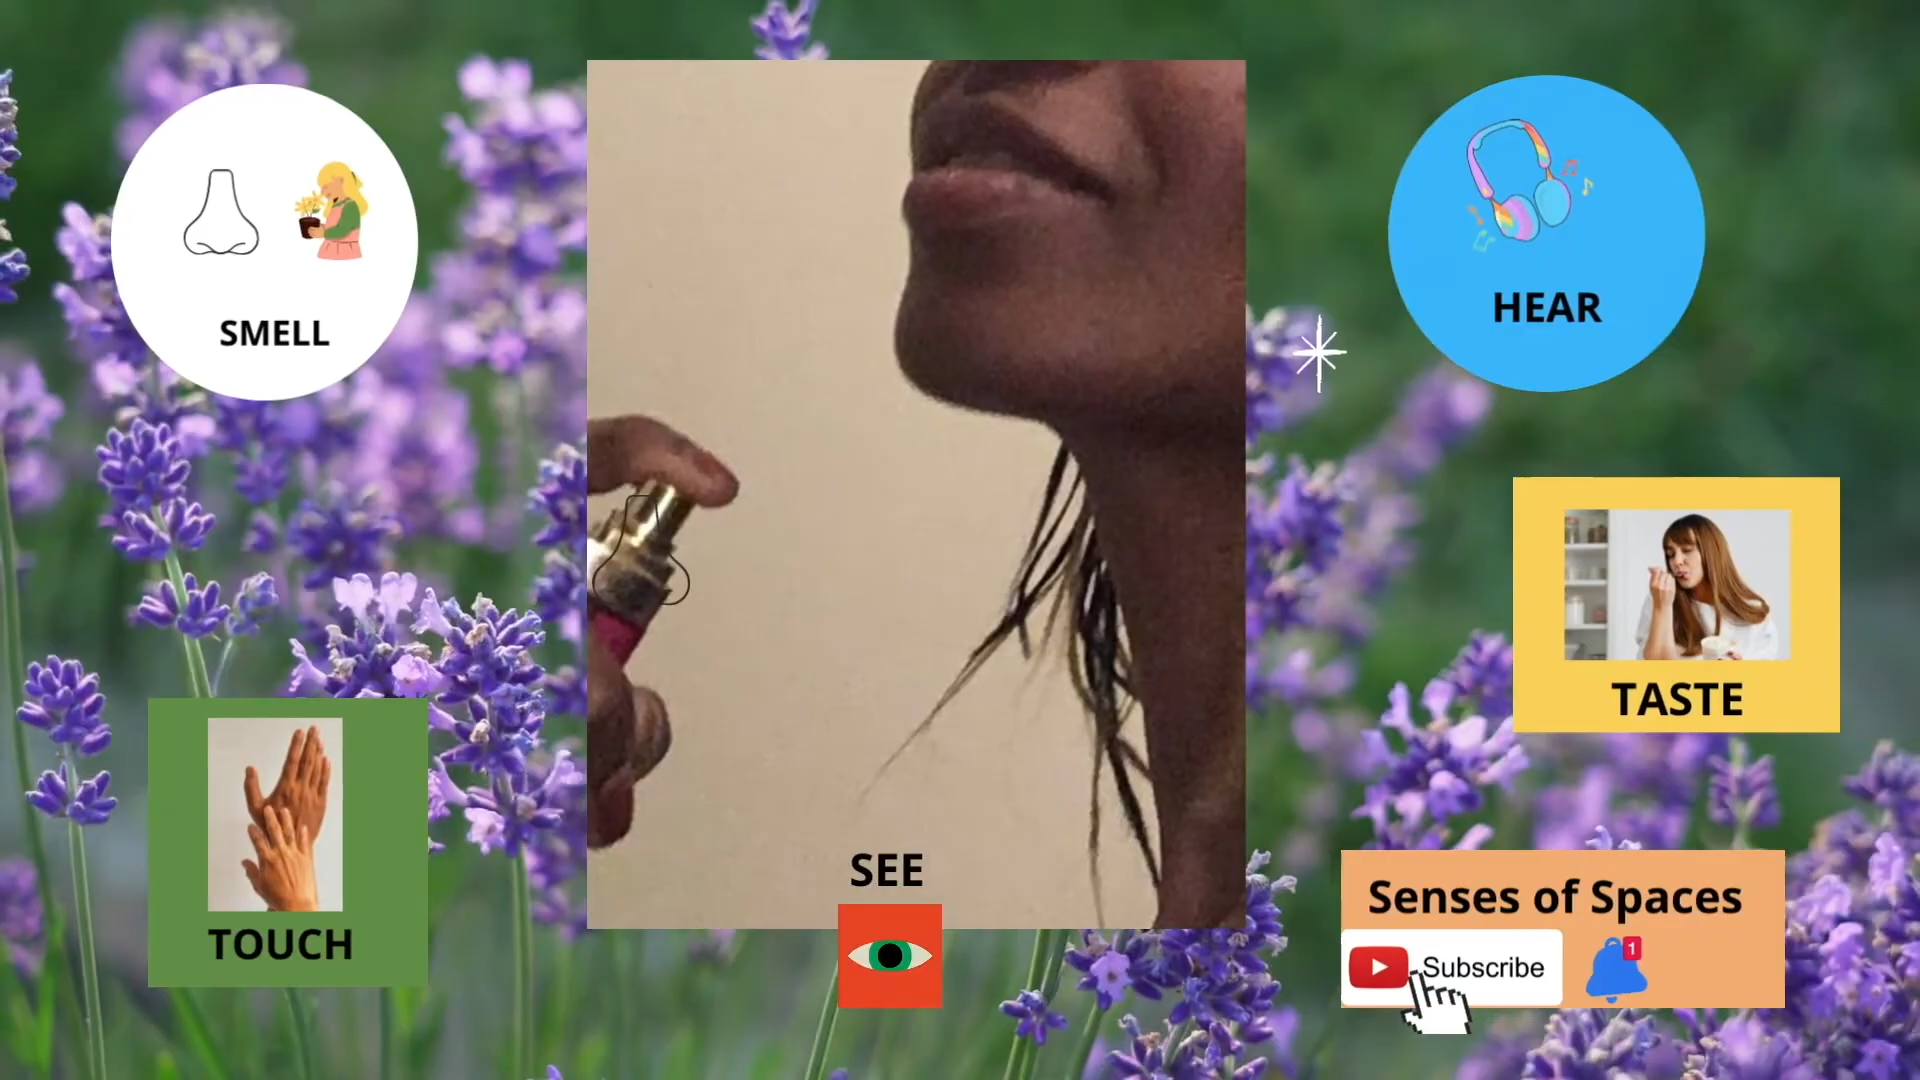 SMELL
HEAR
TASTE
SEE
TOUCH
Senses of Spaces
Subscribe
1